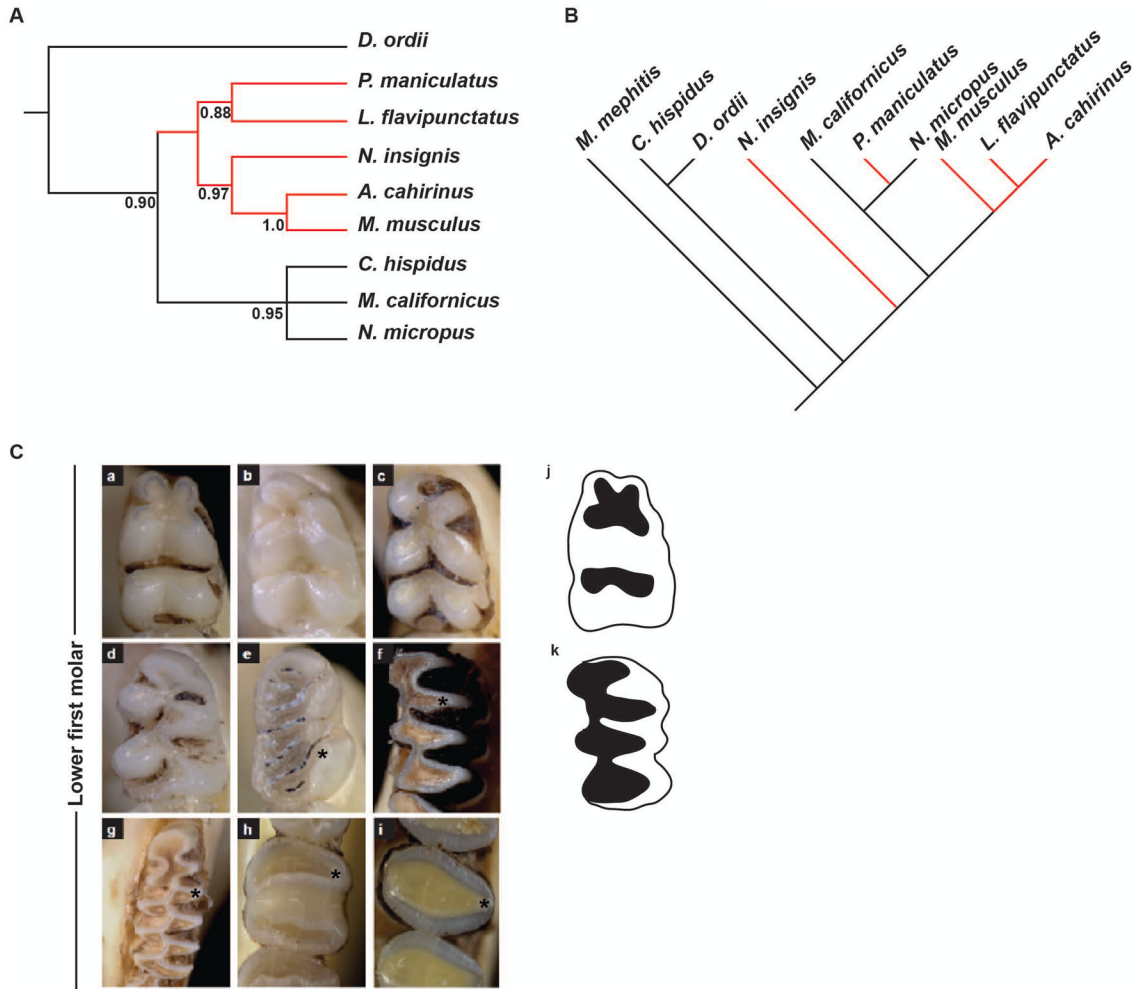 A
D. ordii
P. maniculatus
0.88
L. flavipunctatus
N. insignis
0.97
0.90
A. cahirinus
1.0
M. musculus
C. hispidus
M. californicus
0.95
N. micropus
B
M. mephitis
C. hispidus
D. ordii
N. insignis
M. californicus
P. maniculatus
N. micropus
M. musculus
L. flavipunctatus
A. cahirinus
C
Lower first molar
a
b
c
d
e
*
f
*
g
*
h
*
i
*
j
k